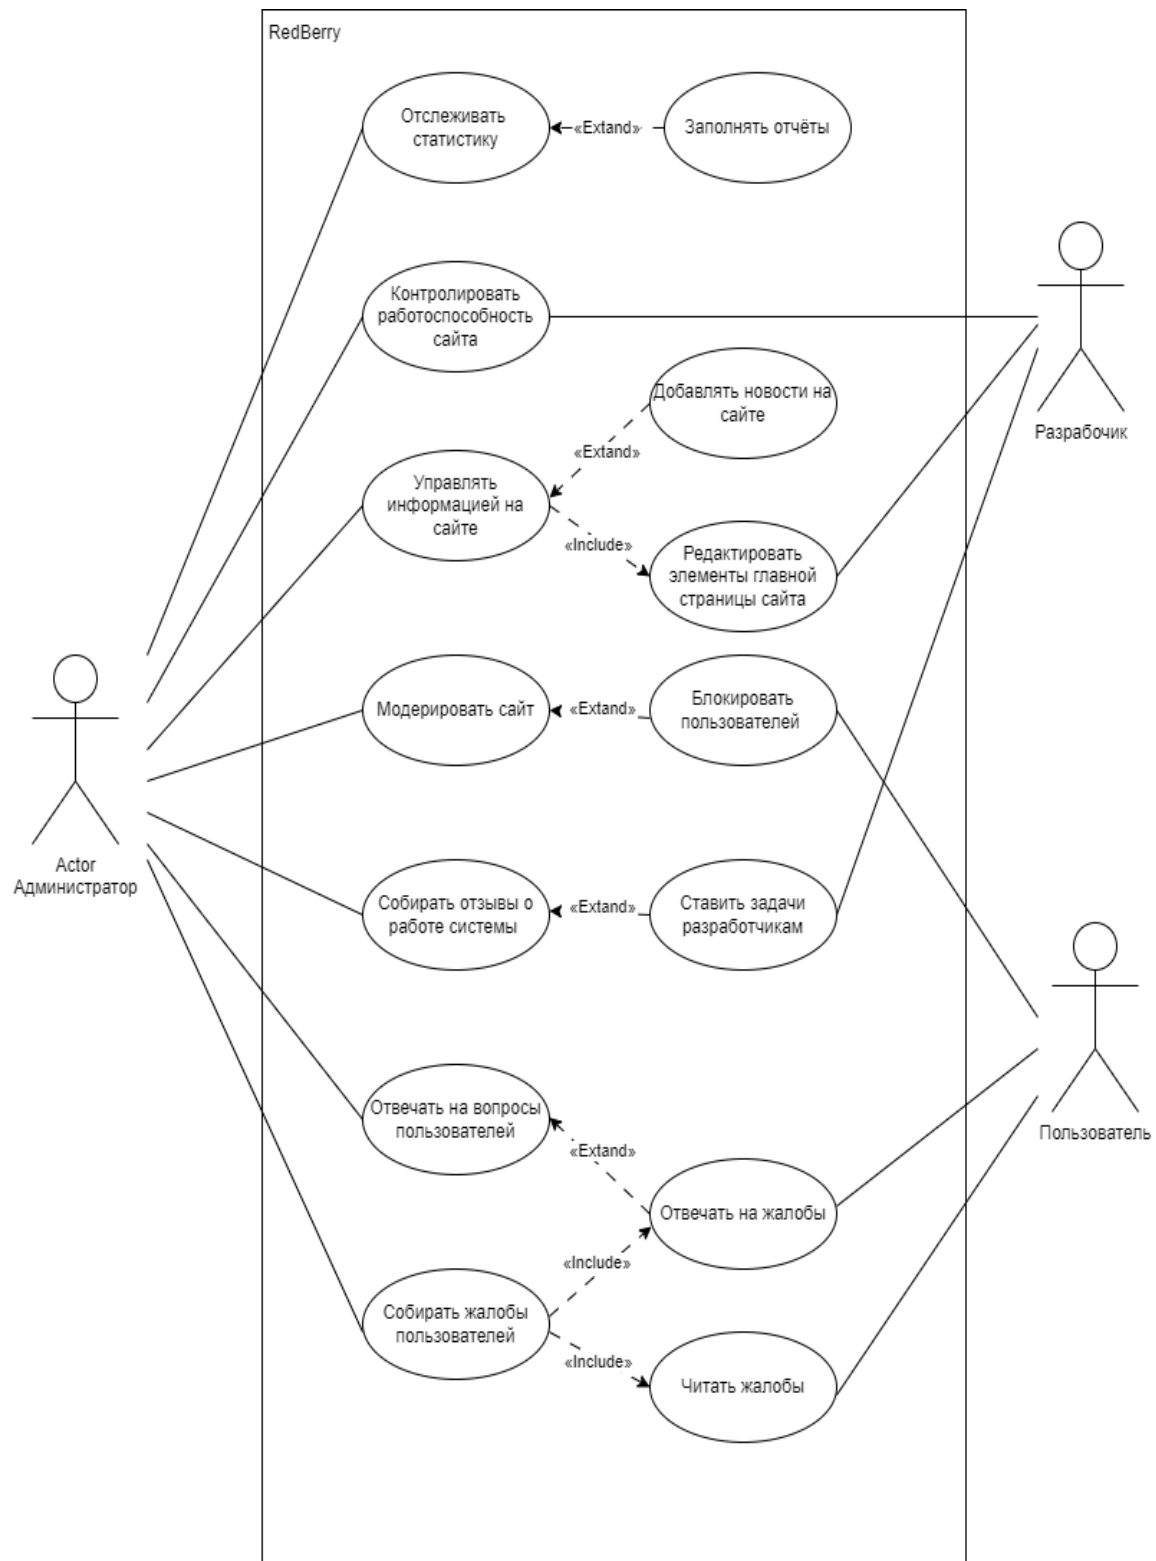 RedBerry
Отслеживать
статистику
«Extand»
Заполнять отчёты
Контролировать
работоспособность
сайта
Добавлять новости на
сайте
«Extand»
Разрабочик
Управлять
информацией на
сайте
«Include»
Редактировать
элементы главной
страницы сайта
Модерировать сайт
«Extand»
Блокировать
пользователей
Actor
Администратор
Собирать отзывы о
работе системы
«Extand»
Ставить задачи
разработчикам
Отвечать на вопросы
пользователей
«Extand»
Пользователь
Отвечать на жалобы
«Include»
Собирать жалобы
пользователей
«Include»
Читать жалобы